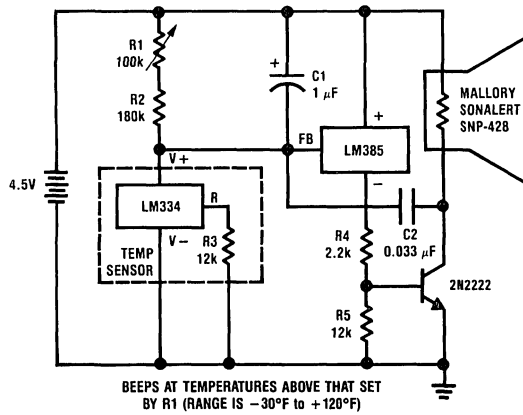 R1
100k
R2
180k
+
C1
1 µF
MALLORY
SONALERT
SNP-428
FB
+
LM385
−
V+
4.5V
LM334
R
V−
TEMP
SENSOR
R3
12k
R4
2.2k
C2
0.033 µF
2N2222
R5
12k
BEEPS AT TEMPERATURES ABOVE THAT SET
BY R1 (RANGE IS −30°F to +120°F)